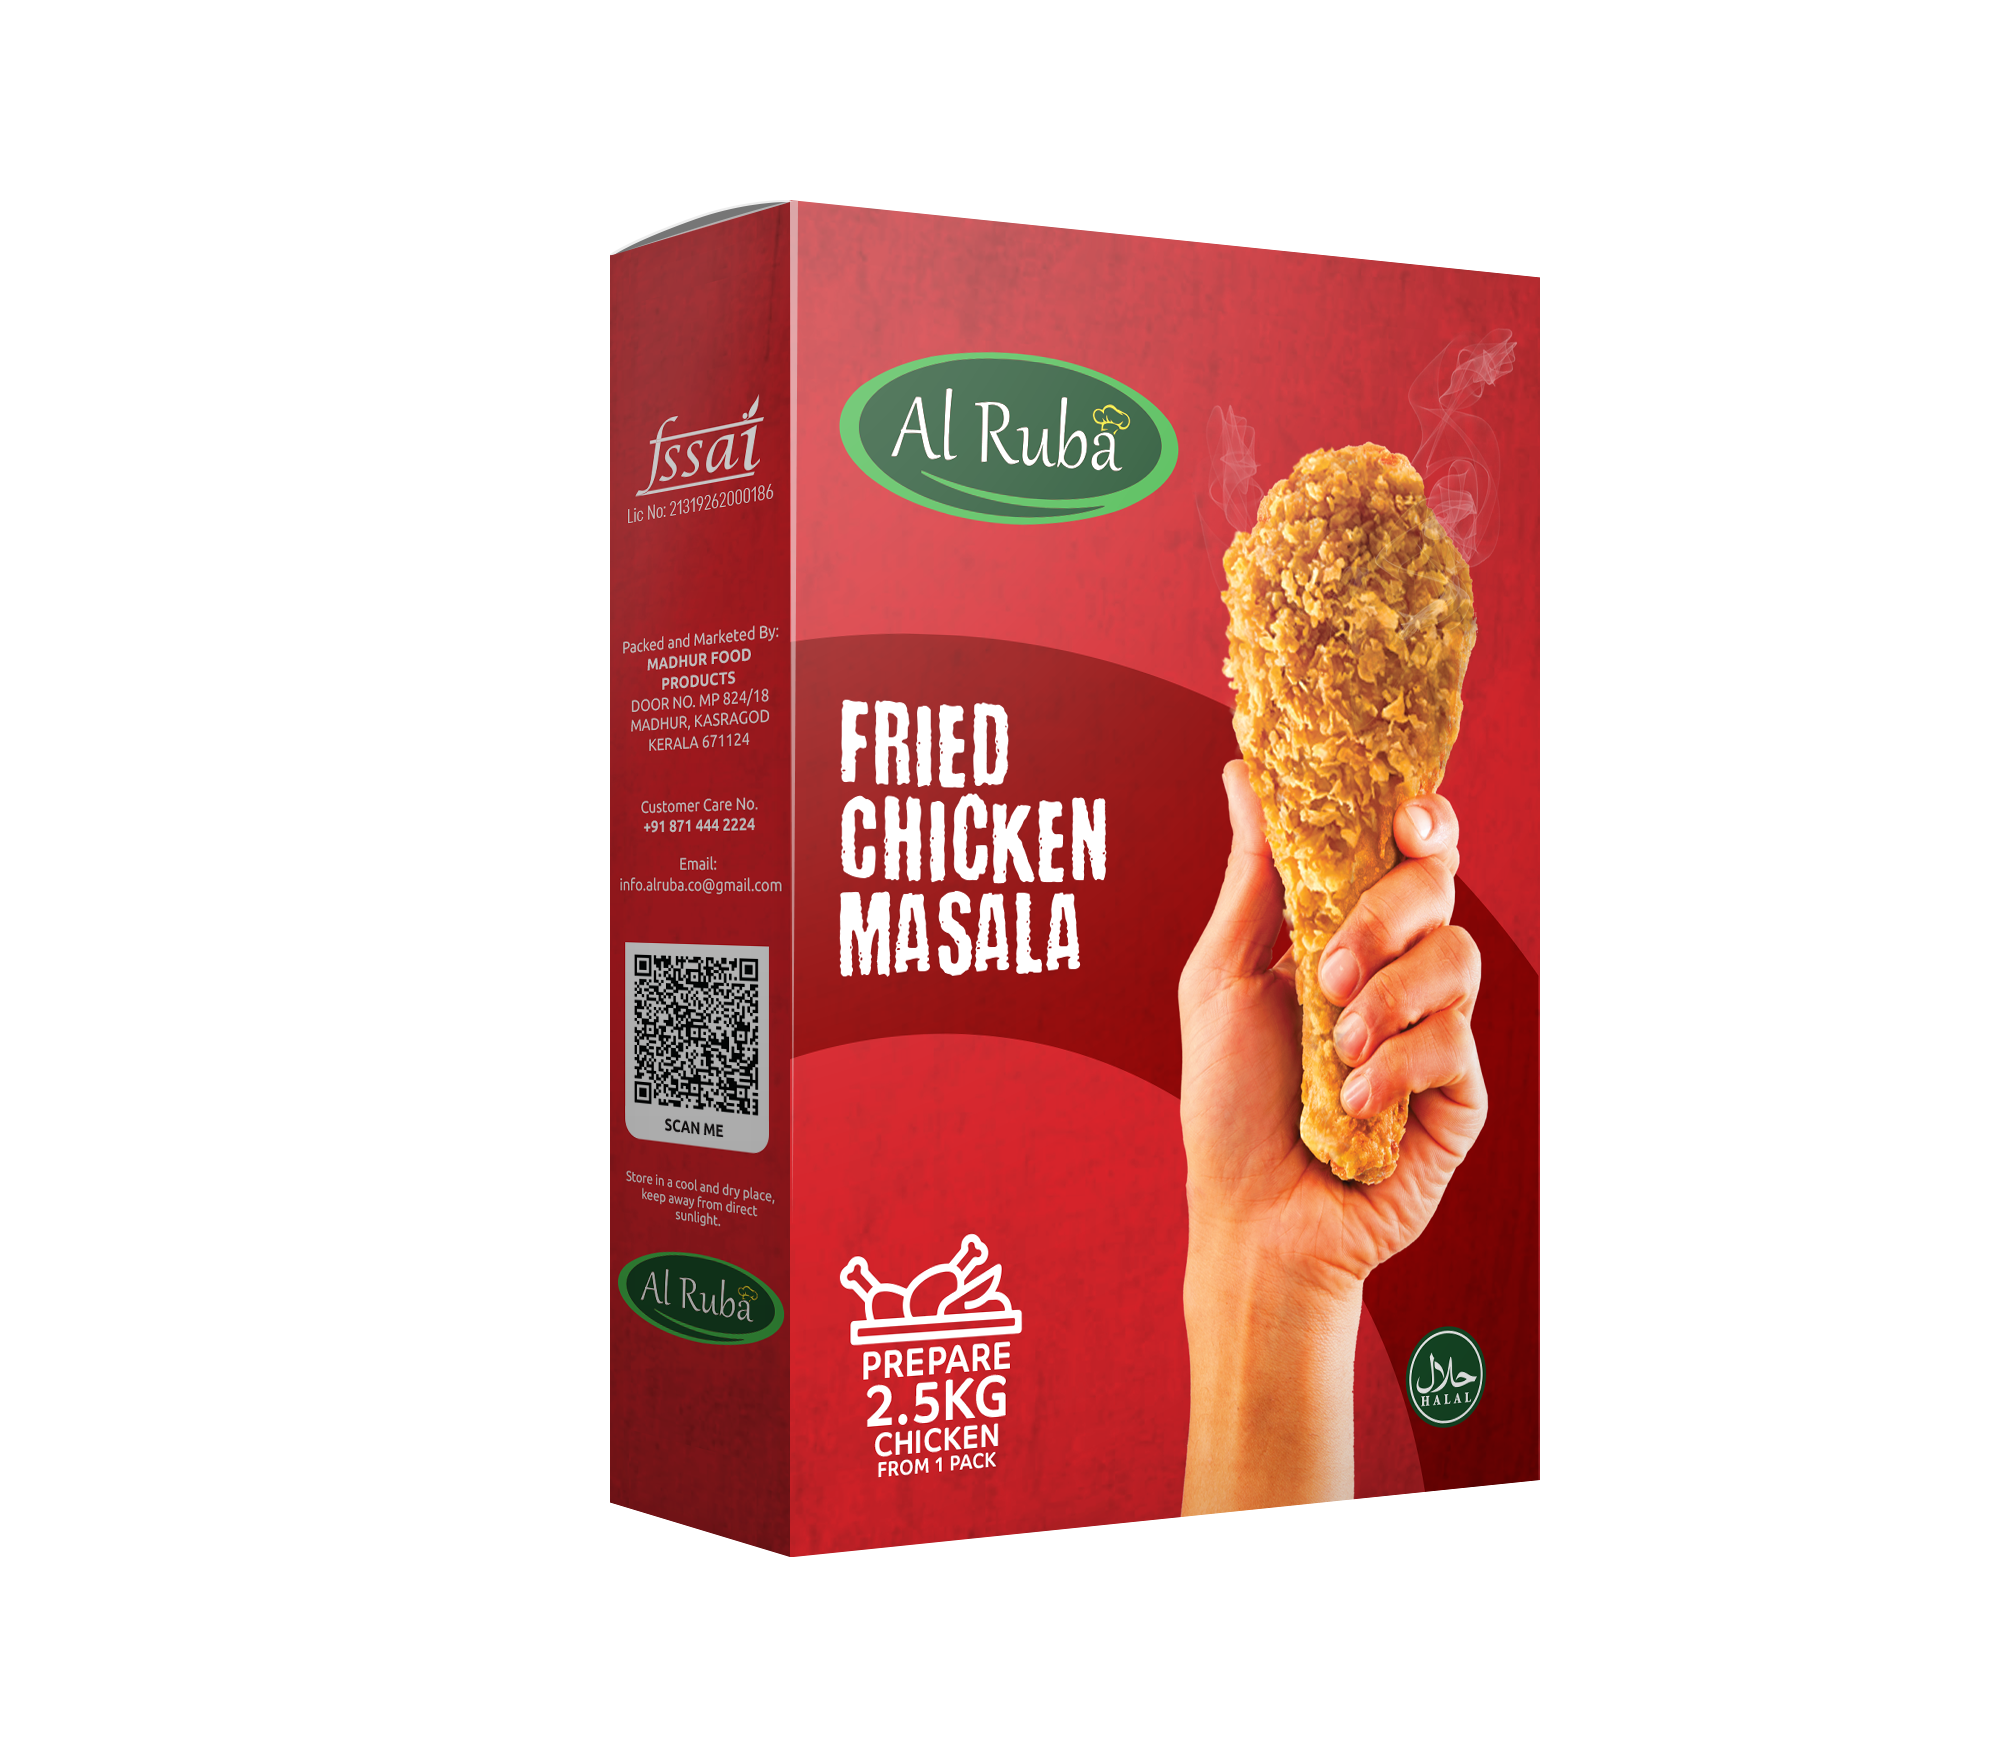 fssai
Lic No: 21319262000186
Packed and Marketed By:
MADHUR FOOD
PRODUCTS
DOOR NO. MP 824/18
MADHUR, KASRAGOD
KERALA 671124
Customer Care No.
+91 871 444 2224
Email:
info.alruba.co@gmail.com
SCAN ME
Store in a cool and dry place,
keep away from direct
sunlight.
Al Ruba
Al Ruba
FRIED
CHICKEN
MASALA
PREPARE
2.5KG
CHICKEN
FROM 1 PACK
حلال
HALAL